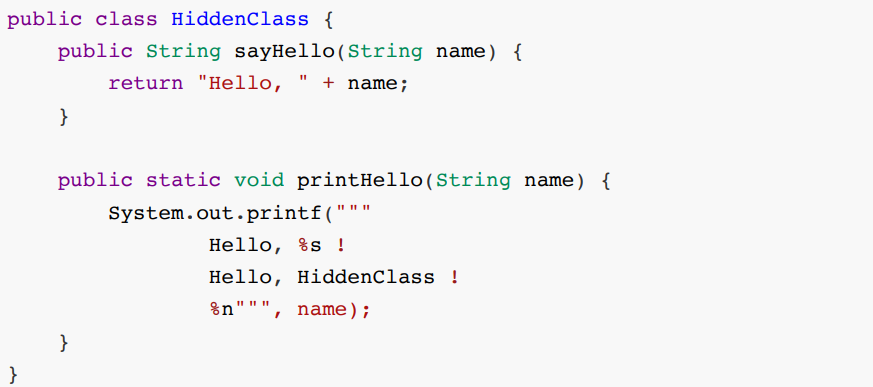 public class HiddenClass {
    public String sayHello(String name) {
        return "Hello, " + name;
    }

    public static void printHello(String name) {
        System.out.printf("""
                Hello, %s !
                Hello, HiddenClass !
                %n""", name);
    }
}